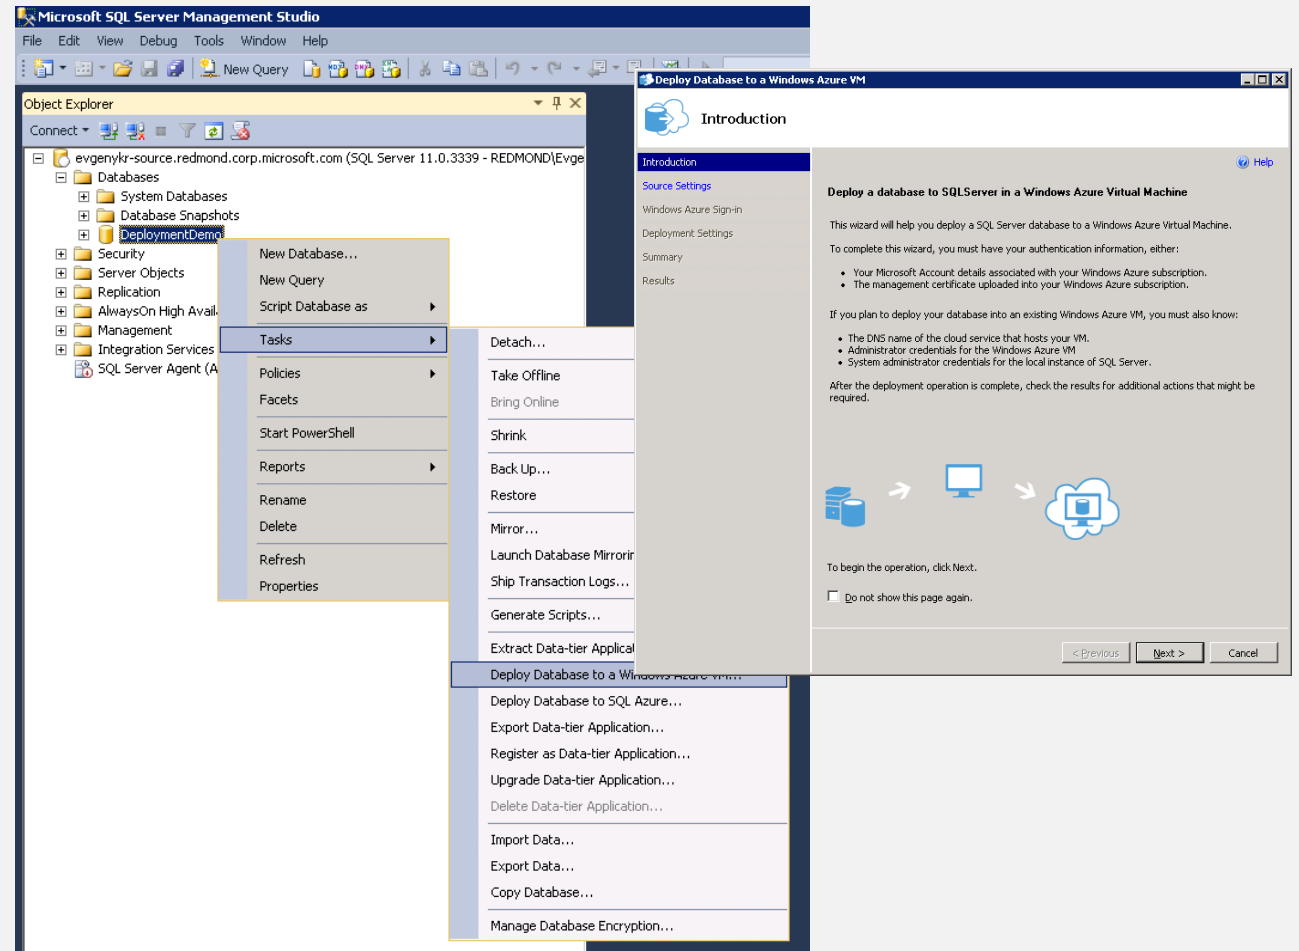 Microsoft SQL Server Management Studio
File Edit View Debug Tools Window Help
New Query
Object Explorer
Connect
evgenykr-source.redmond.corp.microsoft.com (SQL Server 11.0.3339 - REDMOND\Evge
Databases
System Databases
Database Snapshots
DeploymentDemo
Security
Server Objects
Replication
AlwaysOn High Avail
Management
Integration Services
SQL Server Agent (A
New Database...
New Query
Script Database as
Tasks
Policies
Facets
Start PowerShell
Reports
Rename
Delete
Refresh
Properties
Detach...
Take Offline
Bring Online
Shrink
Back Up...
Restore
Mirror...
Launch Database Mirrorin
Ship Transaction Logs...
Generate Scripts...
Extract Data-tier Applicat
Deploy Database to a Windows Azure VM...
Deploy Database to SQL Azure...
Export Data-tier Application...
Register as Data-tier Application...
Upgrade Data-tier Application...
Delete Data-tier Application...
Import Data...
Export Data...
Copy Database...
Manage Database Encryption...
Deploy Database to a Windows Azure VM
Introduction
Introduction
Source Settings
Windows Azure Sign-in
Deployment Settings
Summary
Results
Help
Deploy a database to SQLServer in a Windows Azure Virtual Machine
This wizard will help you deploy a SQL Server database to a Windows Azure Virtual Machine.
To complete this wizard, you must have your authentication information, either:
• Your Microsoft Account details associated with your Windows Azure subscription.
• The management certificate uploaded into your Windows Azure subscription.
If you plan to deploy your database into an existing Windows Azure VM, you must also know:
• The DNS name of the cloud service that hosts your VM.
• Administrator credentials for the Windows Azure VM
• System administrator credentials for the local instance of SQL Server.
After the deployment operation is complete, check the results for additional actions that might be
required.
To begin the operation, click Next.
Do not show this page again.
< Previous Next > Cancel